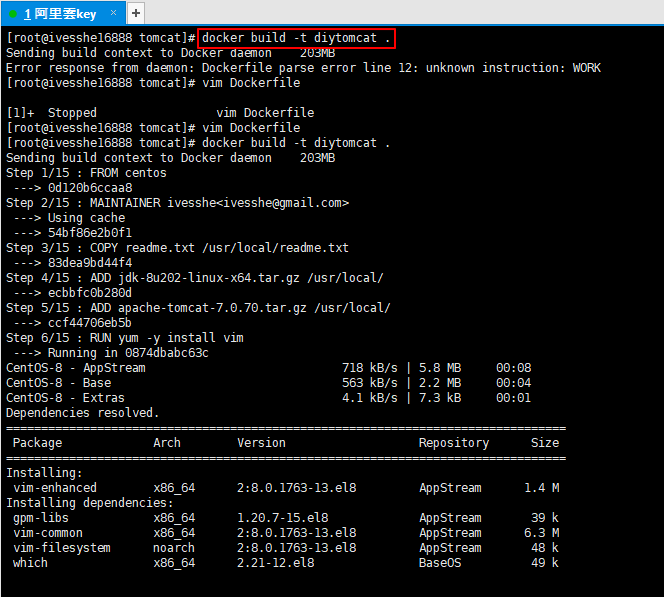 1 阿里云key × +
[root@ivesshe16888 tomcat]# docker build -t diytomcat .
Sending build context to Docker daemon    203MB
Error response from daemon: Dockerfile parse error line 12: unknown instruction: WORK
[root@ivesshe16888 tomcat]# vim Dockerfile
[1]+  Stopped                 vim Dockerfile
[root@ivesshe16888 tomcat]# vim Dockerfile
[root@ivesshe16888 tomcat]# docker build -t diytomcat .
Sending build context to Docker daemon    203MB
Step 1/15 : FROM centos
 ---> 0d120b6ccaa8
Step 2/15 : MAINTAINER ivesshe<ivesshe@gmail.com>
 ---> Using cache
 ---> 54bf86e2b0f1
Step 3/15 : COPY readme.txt /usr/local/readme.txt
 ---> 83dea9bd44f4
Step 4/15 : ADD jdk-8u202-linux-x64.tar.gz /usr/local/
 ---> ecbbfc0b280d
Step 5/15 : ADD apache-tomcat-7.0.70.tar.gz /usr/local/
 ---> ccf44706eb5b
Step 6/15 : RUN yum -y install vim
 ---> Running in 0874dbabc63c
CentOS-8 - AppStream                            718 kB/s | 5.8 MB     00:08
CentOS-8 - Base                                 563 kB/s | 2.2 MB     00:04
CentOS-8 - Extras                               4.1 kB/s | 7.3 kB     00:01
Dependencies resolved.
================================================================================
 Package             Arch        Version                   Repository      Size
================================================================================
Installing:
 vim-enhanced        x86_64      2:8.0.1763-13.el8         AppStream      1.4 M
Installing dependencies:
 gpm-libs            x86_64      1.20.7-15.el8             AppStream       39 k
 vim-common          x86_64      2:8.0.1763-13.el8         AppStream      6.3 M
 vim-filesystem      noarch      2:8.0.1763-13.el8         AppStream       48 k
 which               x86_64      2.21-12.el8               BaseOS          49 k